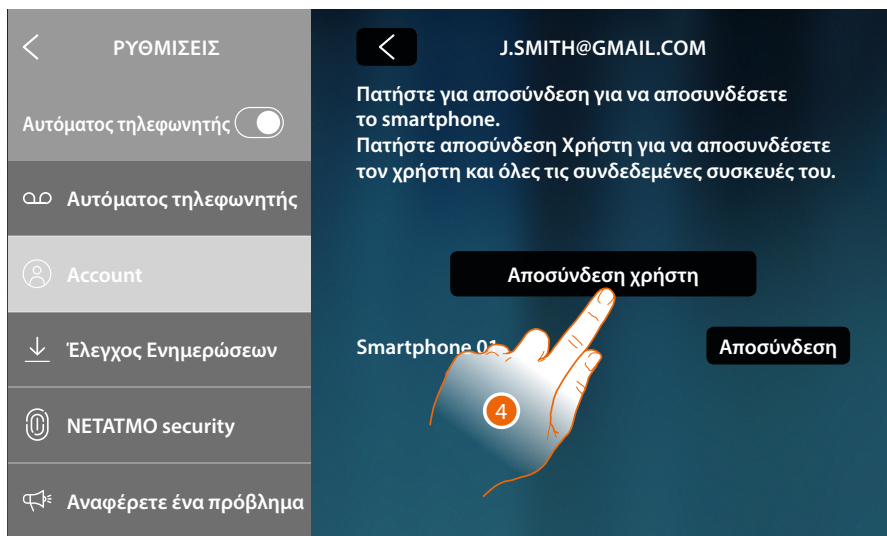 ΡΥΘΜΙΣΕΙΣ
Αυτόματος τηλεφωνητής
Αυτόματος τηλεφωνητής
Account
Έλεγχος Ενημερώσεων
NETATMO security
Αναφέρετε ένα πρόβλημα
J.SMITH@GMAIL.COM
Πατήστε για αποσύνδεση για να αποσυνδέσετε
το smartphone.
Πατήστε αποσύνδεση Χρήστη για να αποσυνδέσετε
τον χρήστη και όλες τις συνδεδεμένες συσκευές του.
Αποσύνδεση χρήστη
Smartphone 01
Αποσύνδεση
4